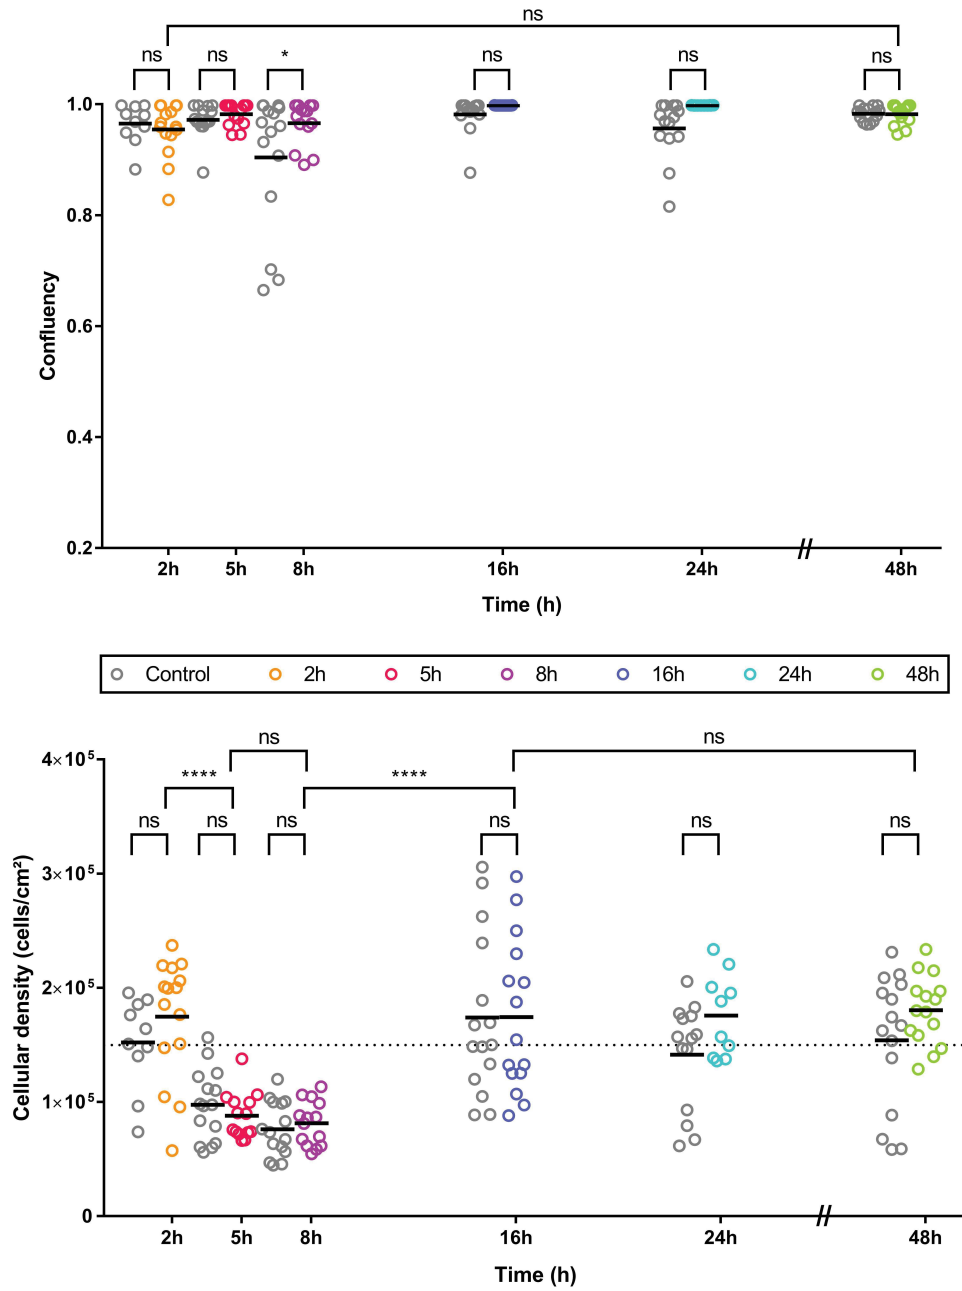 ns
ns ns * ns ns ns
1.0
0.8
0.6
0.4
0.2
Confluency
2h 5h 8h 16h 24h 48h
Time (h)
Control 2h 5h 8h 16h 24h 48h
ns ns
**** ****
ns ns ns ns ns ns
4×10⁵
3×10⁵
2×10⁵
1×10⁵
0
Cellular density (cells/cm²)
2h 5h 8h 16h 24h 48h
Time (h)